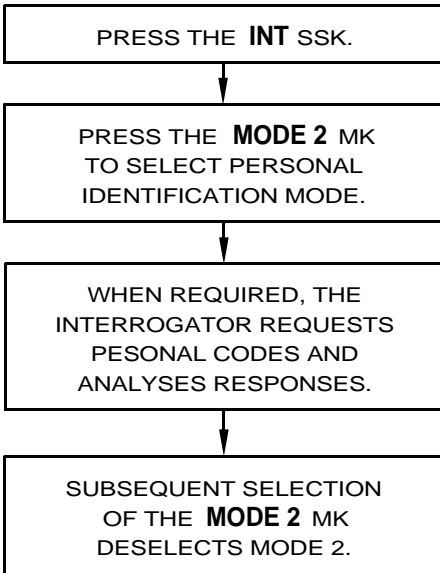 PRESS THE INT SSK.
PRESS THE MODE 2 MK
TO SELECT PERSONAL
IDENTIFICATION MODE.
WHEN REQUIRED, THE
INTERROGATOR REQUESTS
PESONAL CODES AND
ANALYSES RESPONSES.
SUBSEQUENT SELECTION
OF THE MODE 2 MK
DESELECTS MODE 2.